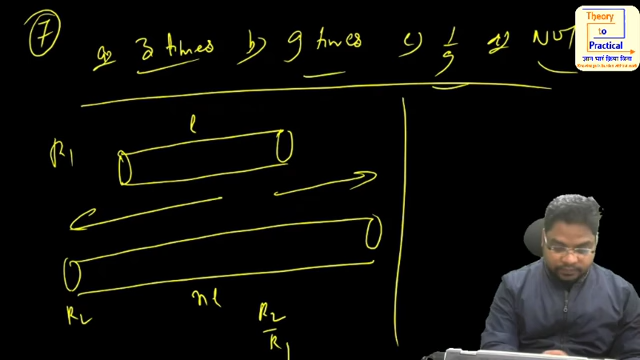 7 a) 3 times b) 9 times c) 1/9 d) NOT
Theory
to
Practical
ज्ञानं भारं क्रियां बिना
l
R1
nl
R2
R2
R1